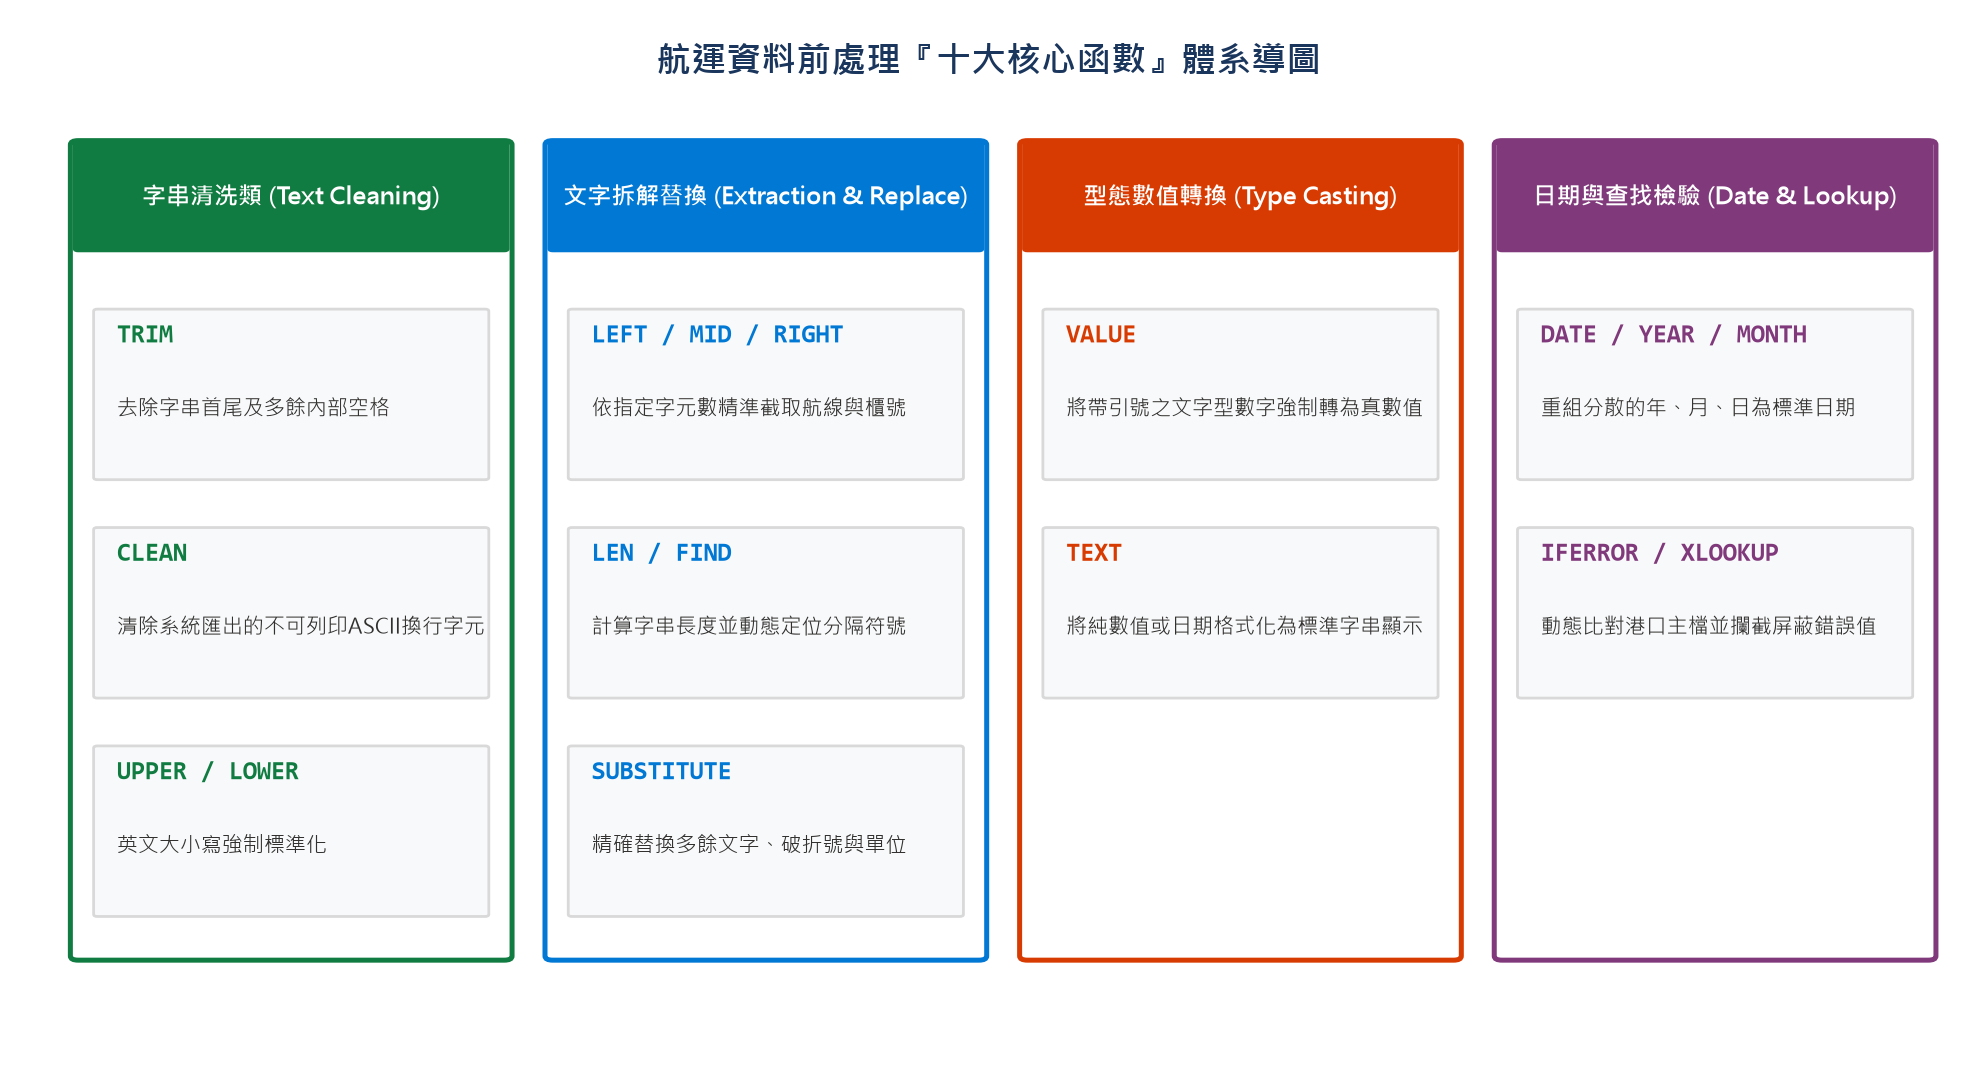 航運資料前處理『十大核心函數』體系導圖
字串清洗類 (Text Cleaning)
TRIM
去除字串首尾及多餘內部空格
CLEAN
清除系統匯出的不可列印ASCII換行字元
UPPER / LOWER
英文大小寫強制標準化
文字拆解替換 (Extraction & Replace)
LEFT / MID / RIGHT
依指定字元數精準截取航線與櫃號
LEN / FIND
計算字串長度並動態定位分隔符號
SUBSTITUTE
精確替換多餘文字、破折號與單位
型態數值轉換 (Type Casting)
VALUE
將帶引號之文字型數字強制轉為真數值
TEXT
將純數值或日期格式化為標準字串顯示
日期與查找檢驗 (Date & Lookup)
DATE / YEAR / MONTH
重組分散的年、月、日為標準日期
IFERROR / XLOOKUP
動態比對港口主檔並攔截屏蔽錯誤值